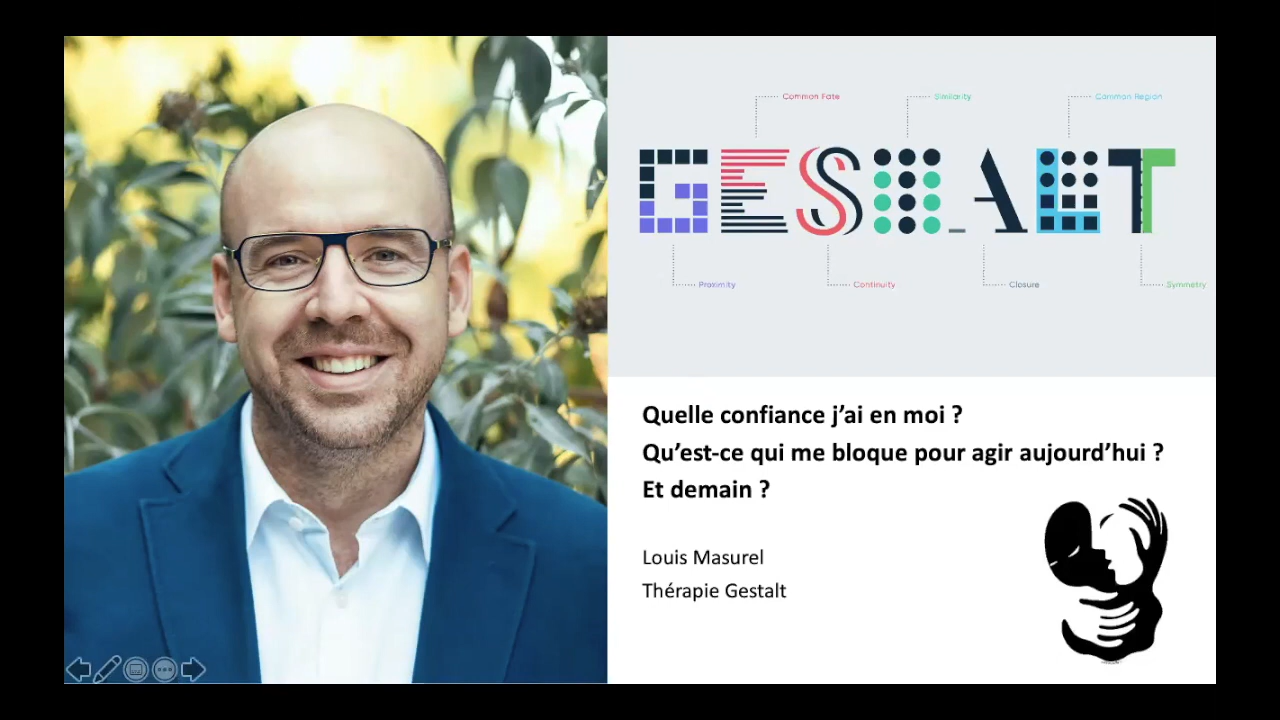 Common Fate
Similarity
Common Region
GESTALT
Proximity
Continuity
Closure
Symmetry
Quelle confiance j’ai en moi ?
Qu’est-ce qui me bloque pour agir aujourd’hui ?
Et demain ?
Louis Masurel
Thérapie Gestalt